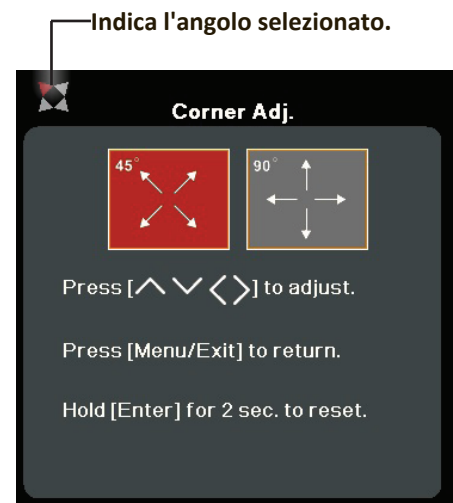 Indica l'angolo selezionato.
Corner Adj.
45° 90°
Press [∧∨<>] to adjust.
Press [Menu/Exit] to return.
Hold [Enter] for 2 sec. to reset.